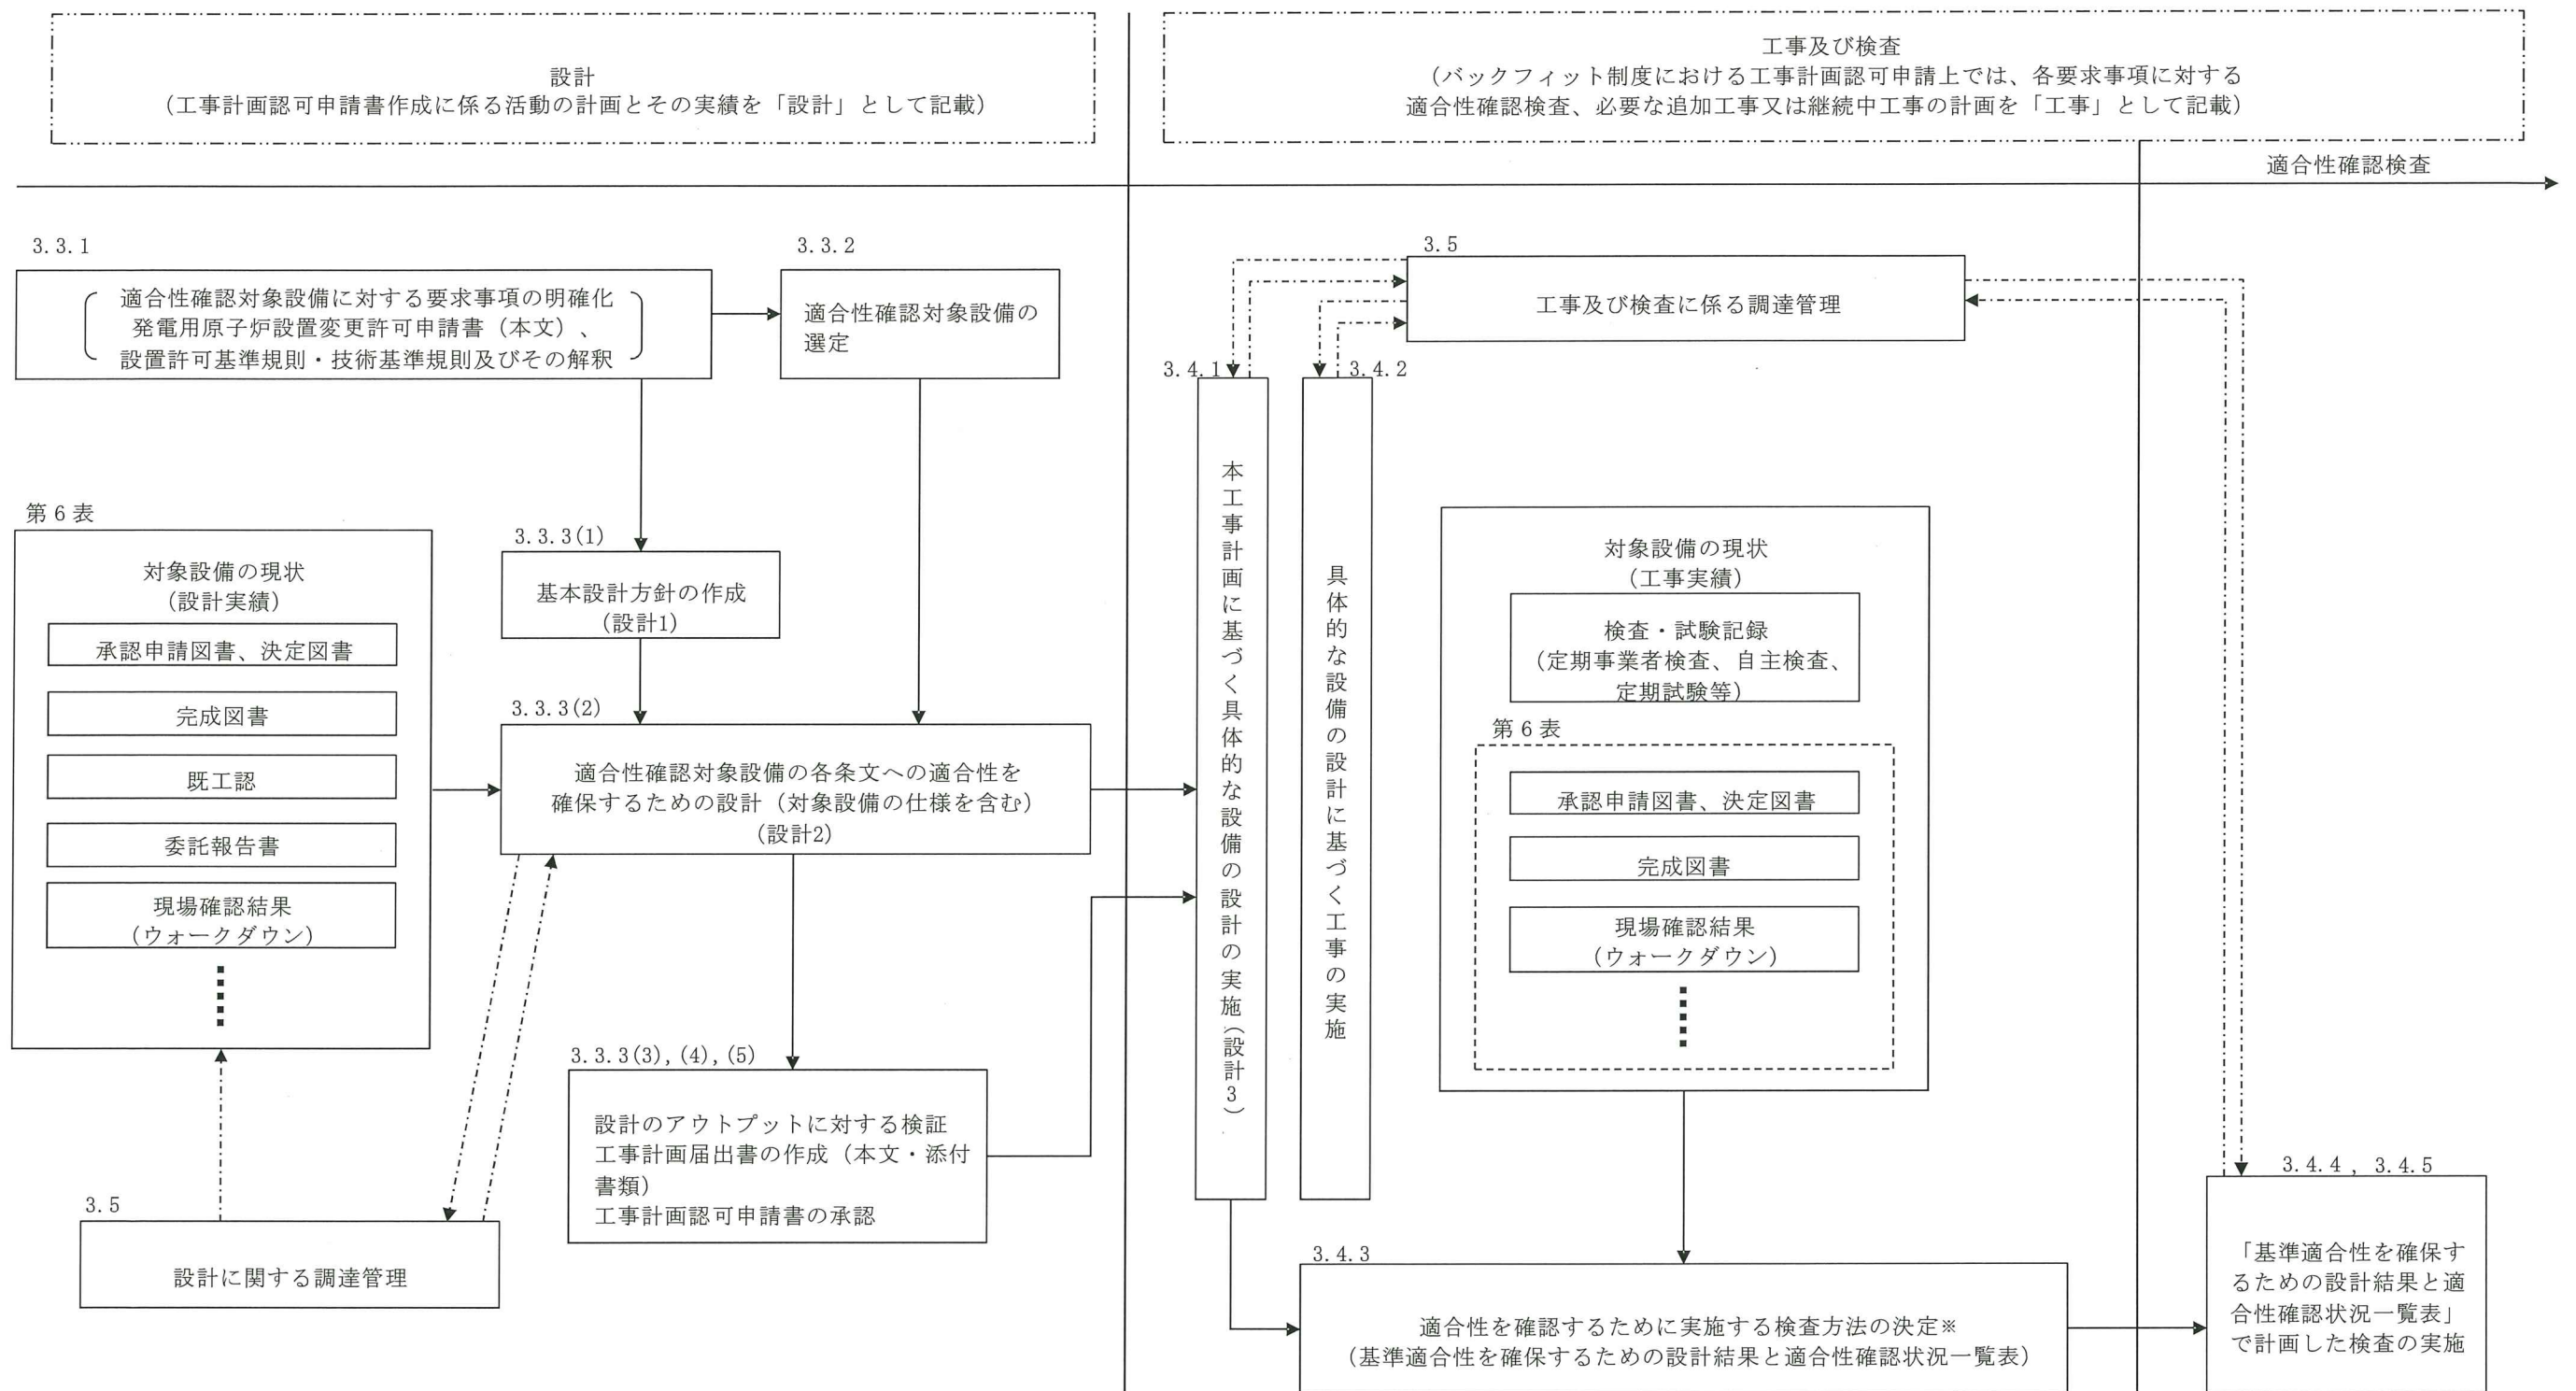 設計
(工事計画認可申請書作成に係る活動の計画とその実績を「設計」として記載)
工事及び検査
(バックフィット制度における工事計画認可申請上では、各要求事項に対する
適合性確認検査、必要な追加工事又は継続中工事の計画を「工事」として記載)
適合性確認検査
3.3.1
適合性確認対象設備に対する要求事項の明確化
発電用原子炉設置変更許可申請書(本文)、
設置許可基準規則・技術基準規則及びその解釈
3.3.2
適合性確認対象設備の
選定
第6表
対象設備の現状
(設計実績)
承認申請図書、決定図書
完成図書
既工認
委託報告書
現場確認結果
(ウォークダウン)
3.3.3(1)
基本設計方針の作成
(設計1)
3.3.3(2)
適合性確認対象設備の各条文への適合性を
確保するための設計(対象設備の仕様を含む)
(設計2)
3.3.3(3),(4),(5)
設計のアウトプットに対する検証
工事計画届出書の作成(本文・添付
書類)
工事計画認可申請書の承認
3.5
設計に関する調達管理
3.5
工事及び検査に係る調達管理
3.4.1
本工事計画に基づく具体的な設備の設計の実施(設計3)
3.4.2
具体的な設備の設計に基づく工事の実施
対象設備の現状
(工事実績)
検査・試験記録
(定期事業者検査、自主検査、
定期試験等)
第6表
承認申請図書、決定図書
完成図書
現場確認結果
(ウォークダウン)
3.4.3
適合性を確認するために実施する検査方法の決定※
(基準適合性を確保するための設計結果と適合性確認状況一覧表)
3.4.4 , 3.4.5
「基準適合性を確保す
るための設計結果と適
合性確認状況一覧表」
で計画した検査の実施